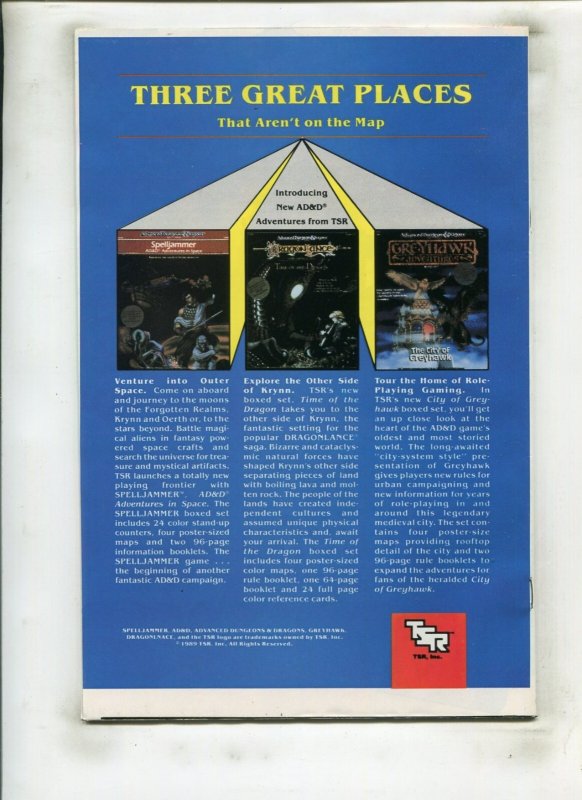 THREE GREAT PLACES
That Aren't on the Map
Introducing
New AD&D®
Adventures from TSR
Advanced Dungeons & Dragons
Spelljammer
AD&D Adventures in Space
Advanced Dungeons & Dragons
DRAGONLANCE
TIME OF THE DRAGON
Advanced Dungeons & Dragons
GREYHAWK
ADVENTURES
The City of
Greyhawk
Venture into Outer
Space. Come on aboard
and journey to the moons
of the Forgotten Realms,
Krynn and Oerth or, to the
stars beyond. Battle magi-
cal aliens in fantasy pow-
ered space crafts and
search the universe for trea-
sure and mystical artifacts.
TSR launches a totally new
playing frontier with
SPELLJAMMER™. AD&D®
Adventures in Space. The
SPELLJAMMER boxed set
includes 24 color stand-up
counters, four poster-sized
maps and two 96-page
information booklets. The
SPELLJAMMER game . . .
the beginning of another
fantastic AD&D campaign.
Explore the Other Side
of Krynn. TSR's new
boxed set, Time of the
Dragon takes you to the
other side of Krynn, the
fantastic setting for the
popular DRAGONLANCE®
saga. Bizarre and cataclys-
mic natural forces have
shaped Krynn's other side
separating pieces of land
with boiling lava and mol-
ten rock. The people of the
lands have created inde-
pendent cultures and
assumed unique physical
characteristics and, await
your arrival. The Time of
the Dragon boxed set
includes four poster-sized
color maps, one 96-page
rule booklet, one 64-page
booklet and 24 full page
color reference cards.
Tour the Home of Role-
Playing Gaming. In
TSR's new City of Grey-
hawk boxed set, you'll get
an up close look at the
heart of the AD&D game's
oldest and most storied
world. The long-awaited
"city-system style" pre-
sentation of Greyhawk
gives players new rules for
urban campaigning and
new information for years
of role-playing in and
around this legendary
medieval city. The set con-
tains four poster-size
maps providing rooftop
detail of the city and two
96-page rule booklets to
expand the adventures for
fans of the heralded City
of Greyhawk.
SPELLJAMMER, AD&D, ADVANCED DUNGEONS & DRAGONS, GREYHAWK,
DRAGONLNACE, and the TSR logo are trademarks owned by TSR, Inc.
© 1989 TSR, Inc. All Rights Reserved.
TSR
TSR, Inc.